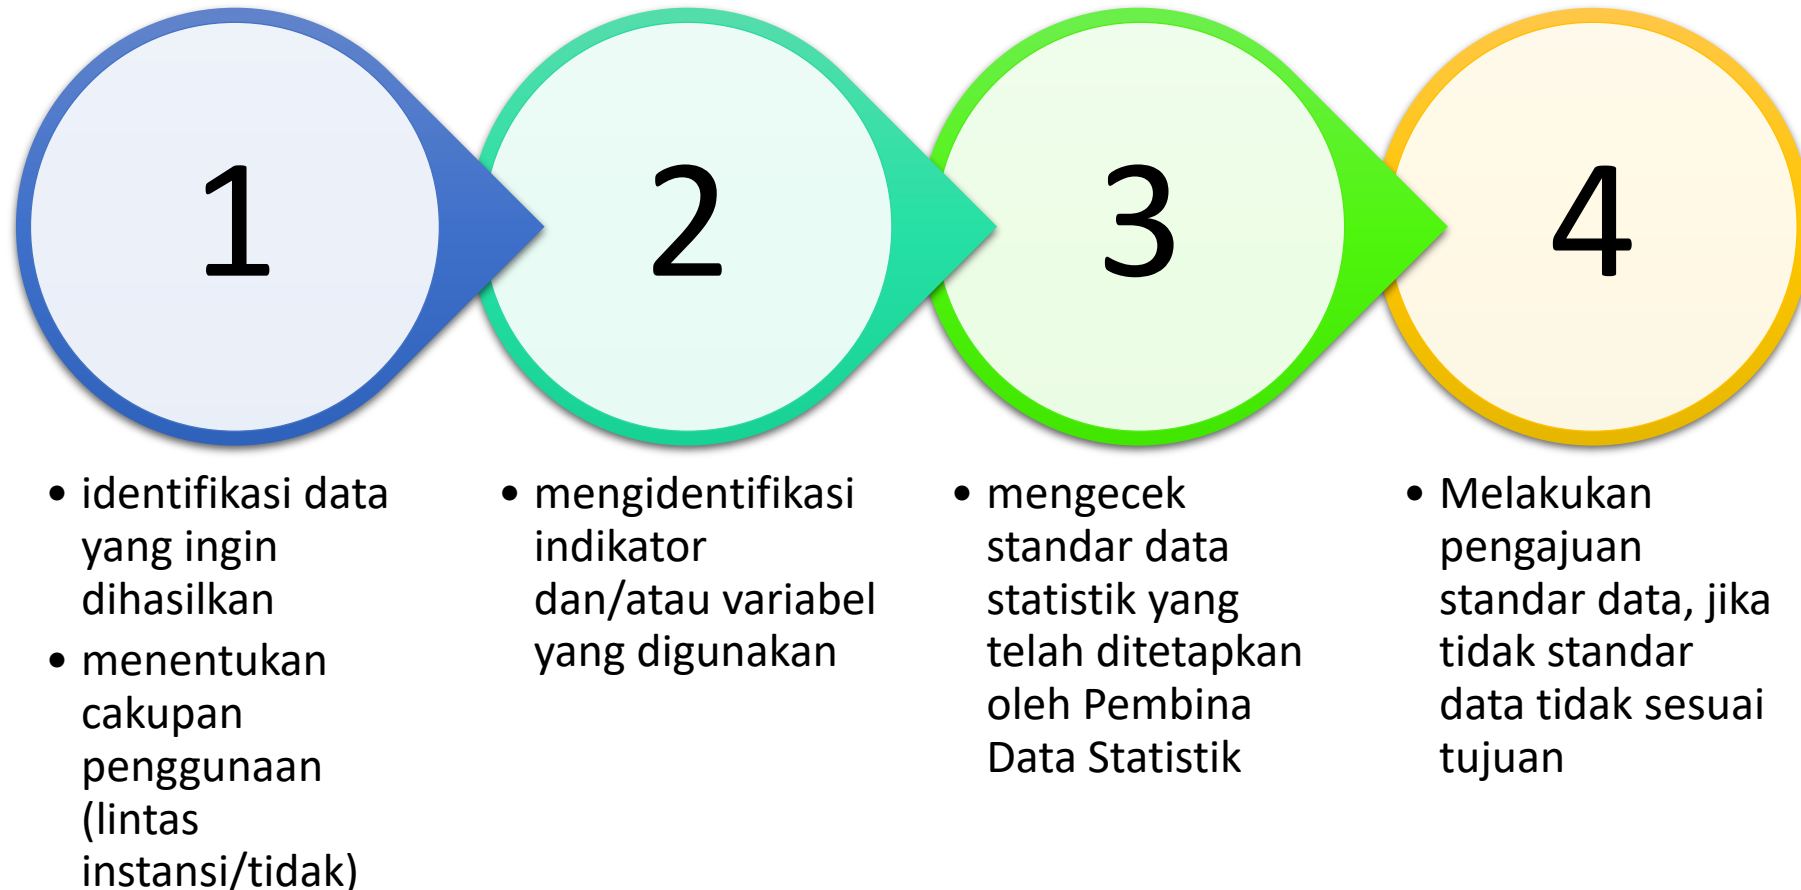 1
2
3
4
• identifikasi data
yang ingin
dihasilkan
• menentukan
cakupan
penggunaan
(lintas
instansi/tidak)
• mengidentifikasi
indikator
dan/atau variabel
yang digunakan
• mengecek
standar data
statistik yang
telah ditetapkan
oleh Pembina
Data Statistik
• Melakukan
pengajuan
standar data, jika
tidak standar
data tidak sesuai
tujuan